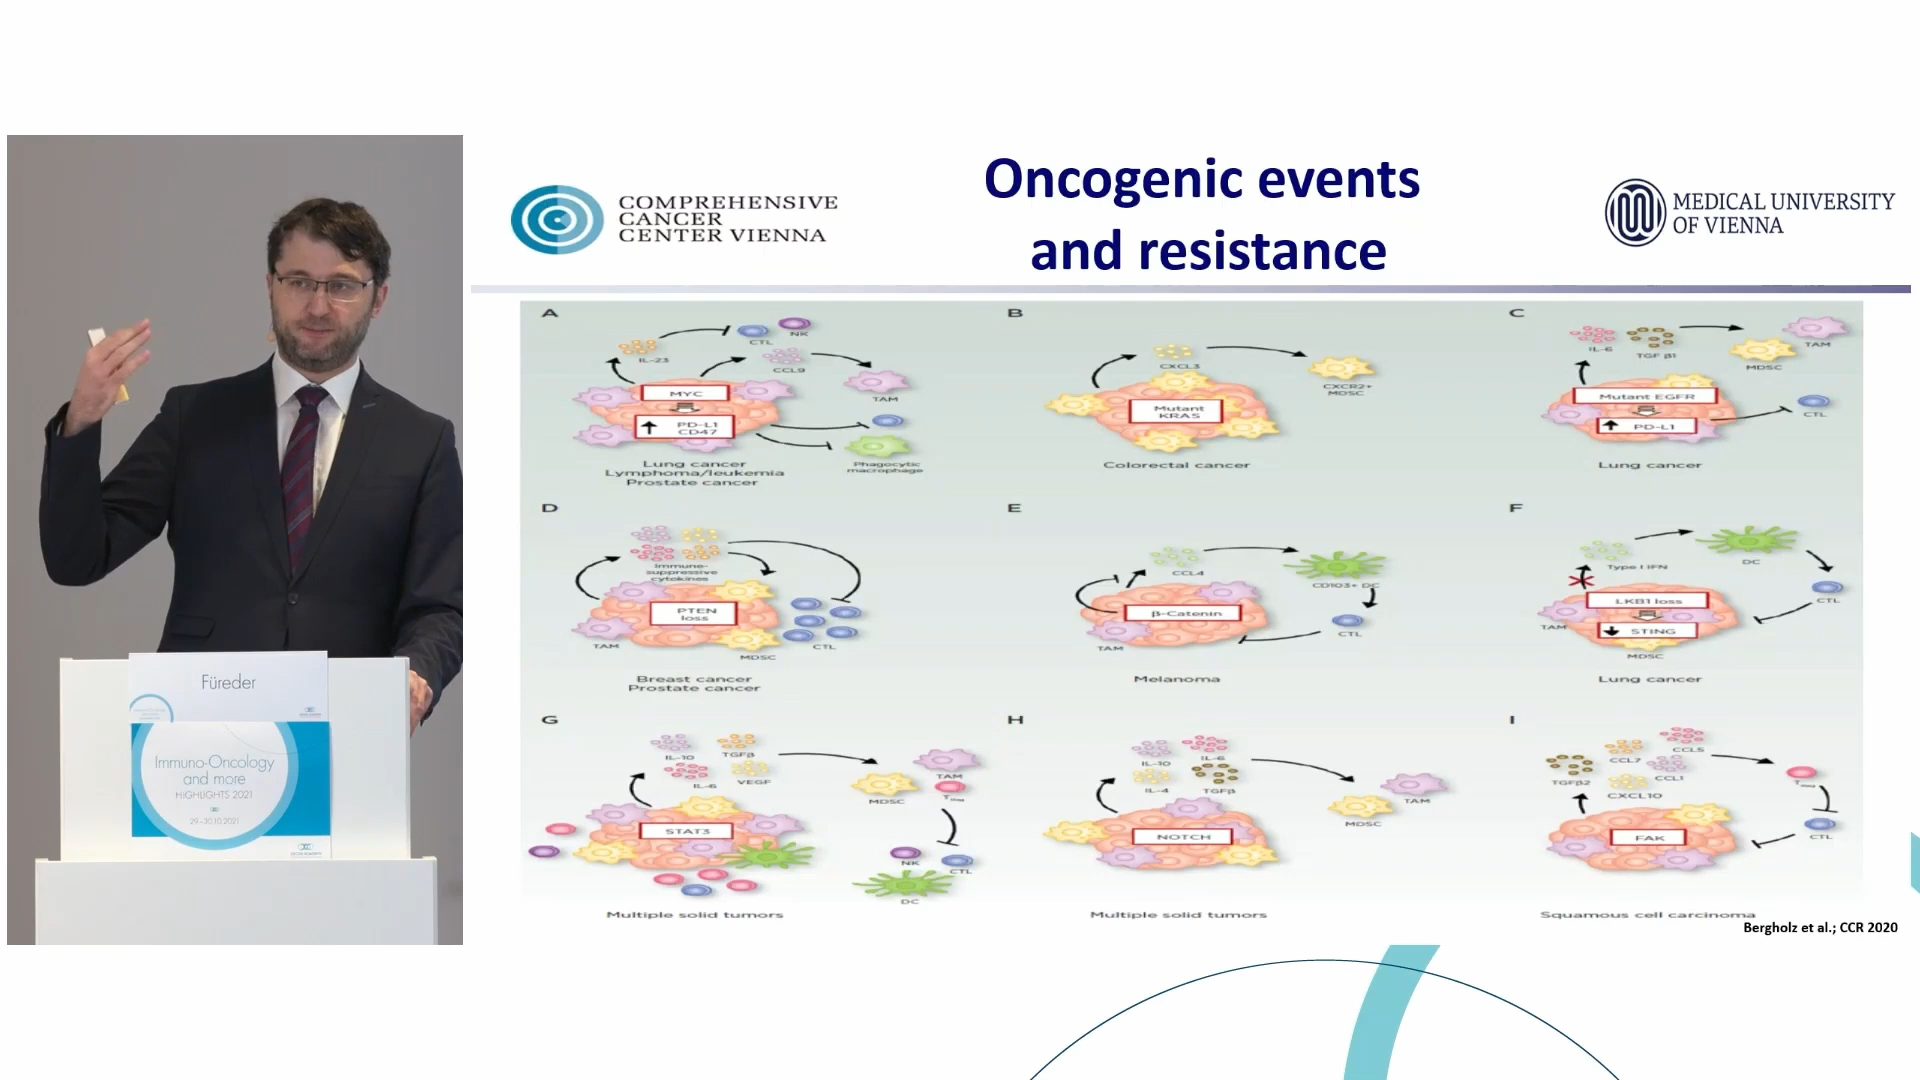 Füreder
Immuno-Oncology
and more
HIGHLIGHTS 2021
29.-30.10.2021
COMPREHENSIVE
CANCER
CENTER VIENNA
Oncogenic events
and resistance
MEDICAL UNIVERSITY
OF VIENNA
A
IL-23
CTL
NK
CCL9
TAM
MYC
PD-L1
CD47
Phagocytic
macrophage
Lung cancer
Lymphoma/leukemia
Prostate cancer
B
CXCL3
CXCR2+
MDSC
Mutant
KRAS
Colorectal cancer
C
IL-6
TGF β1
TAM
MDSC
Mutant EGFR
PD-L1
CTL
Lung cancer
D
Immune-
suppressive
cytokines
PTEN
loss
TAM
MDSC
CTL
Breast cancer
Prostate cancer
E
CCL4
CD103+ DC
β-Catenin
CTL
TAM
Melanoma
F
Type I IFN
DC
CTL
LKB1 loss
STING
TAM
MDSC
Lung cancer
G
IL-10
TGFβ
IL-6
VEGF
TAM
MDSC
STAT3
NK
CTL
DC
Multiple solid tumors
H
IL-10
IL-6
IL-4
TGFβ
MDSC
TAM
NOTCH
Multiple solid tumors
I
CCL5
CCL7
TGFβ2
CCL1
CXCL10
CTL
FAK
Squamous cell carcinoma
Bergholz et al.; CCR 2020